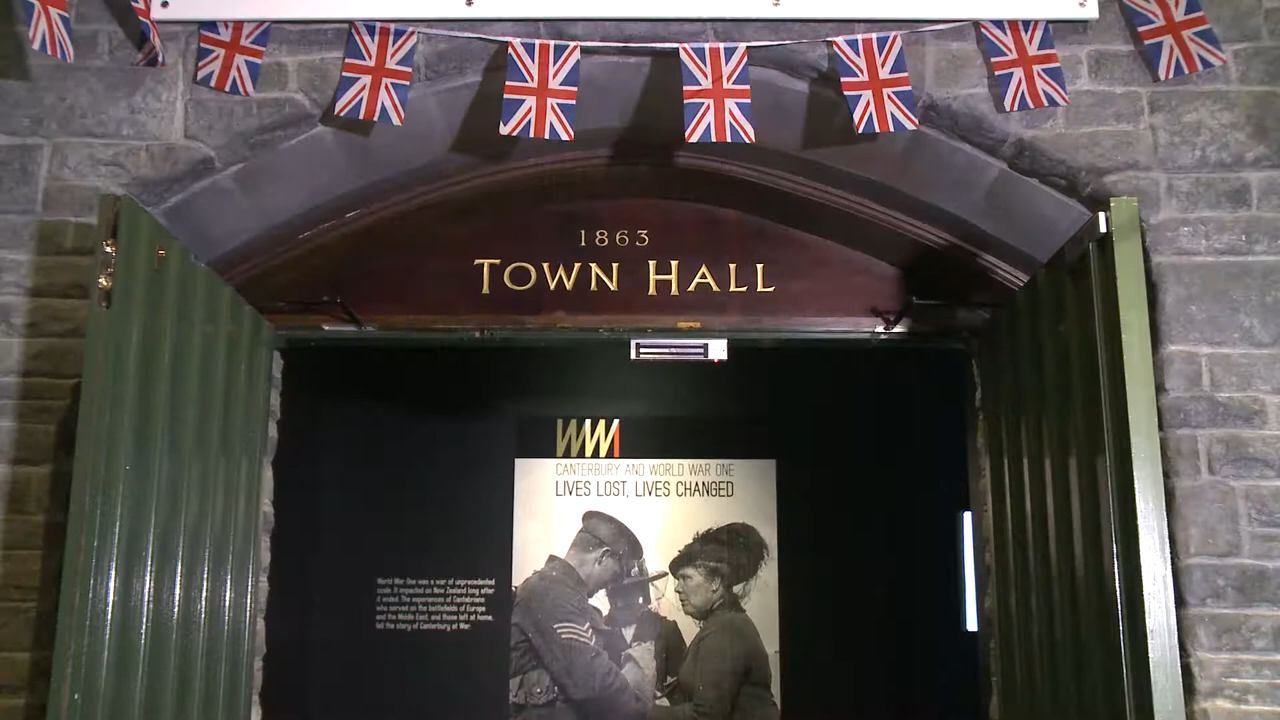 1863
TOWN HALL
WWI
CANTERBURY AND WORLD WAR ONE
LIVES LOST, LIVES CHANGED
World War One was a war of unprecedented
scale. It impacted on New Zealand long after
it ended. The experiences of Cantabrians
who served on the battlefields of Europe
and the Middle East, and those left at home,
tell the story of Canterbury at War.